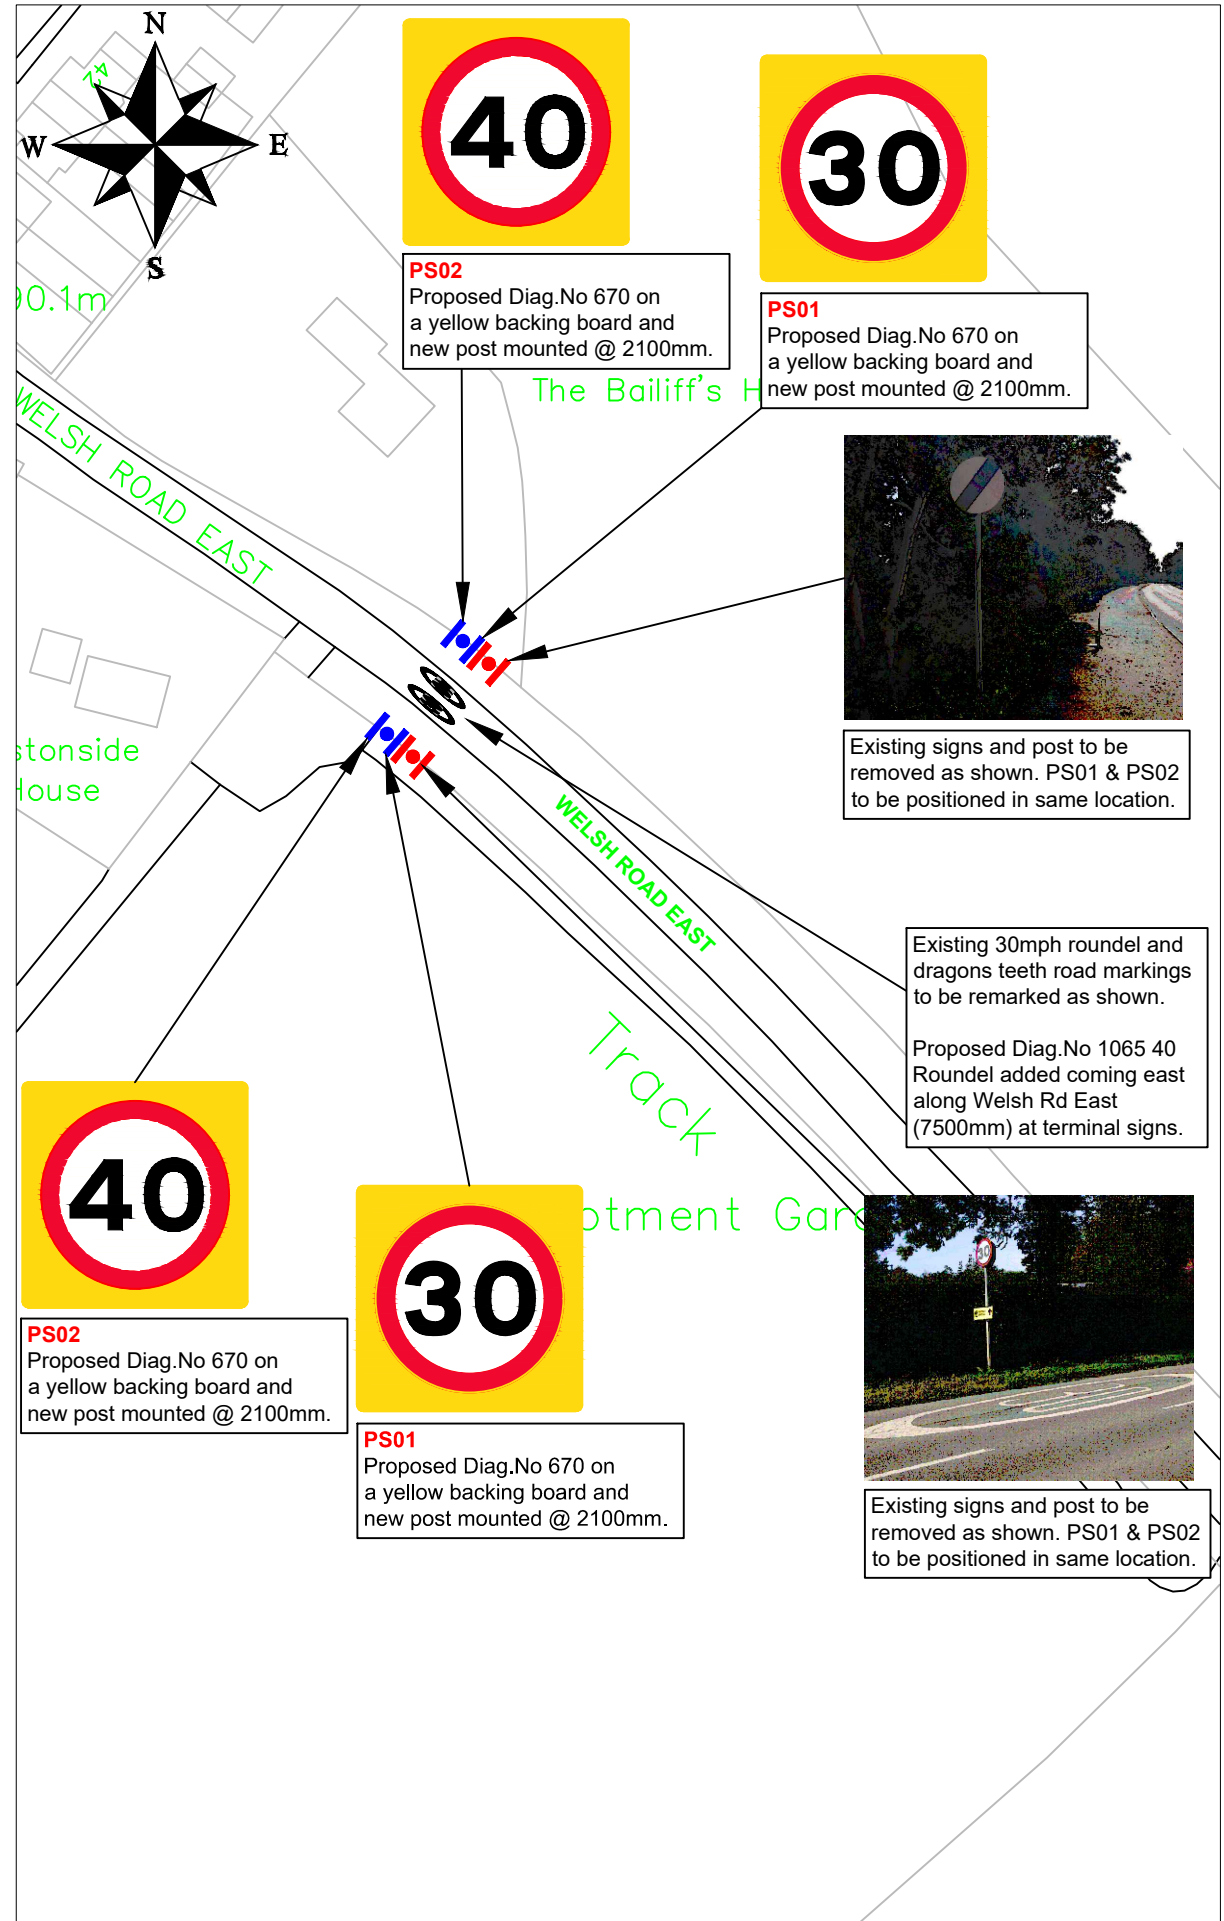 N
W
E
S
42
90.1m
40
PS02
Proposed Diag.No 670 on
a yellow backing board and
new post mounted @ 2100mm.
30
PS01
Proposed Diag.No 670 on
a yellow backing board and
new post mounted @ 2100mm.
The Bailiff's H
WELSH ROAD EAST
Existing signs and post to be
removed as shown. PS01 & PS02
to be positioned in same location.
stonside
House
WELSH ROAD EAST
Existing 30mph roundel and
dragons teeth road markings
to be remarked as shown.
Proposed Diag.No 1065 40
Roundel added coming east
along Welsh Rd East
(7500mm) at terminal signs.
Track
otment Gard
40
PS02
Proposed Diag.No 670 on
a yellow backing board and
new post mounted @ 2100mm.
30
PS01
Proposed Diag.No 670 on
a yellow backing board and
new post mounted @ 2100mm.
30
Existing signs and post to be
removed as shown. PS01 & PS02
to be positioned in same location.